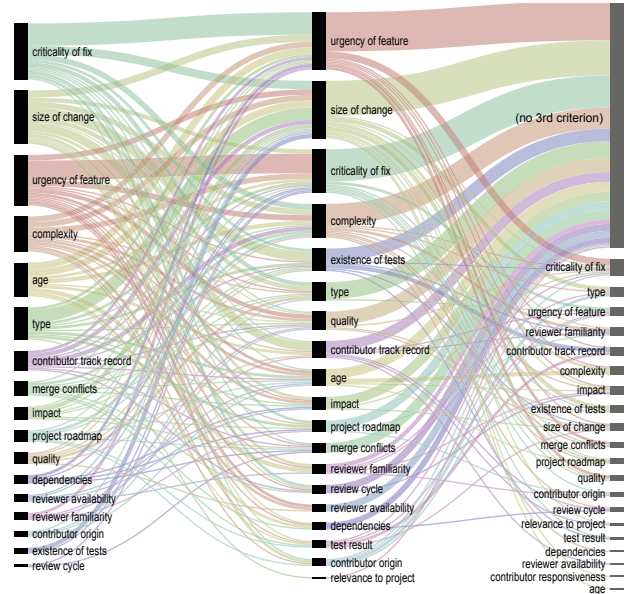 criticality of fix
size of change
urgency of feature
complexity
age
type
contributor track record
merge conflicts
impact
project roadmap
quality
dependencies
reviewer availability
reviewer familiarity
contributor origin
existence of tests
review cycle
urgency of feature
size of change
criticality of fix
complexity
existence of tests
type
quality
contributor track record
age
impact
project roadmap
merge conflicts
reviewer familiarity
review cycle
reviewer availability
dependencies
test result
contributor origin
relevance to project
(no 3rd criterion)
criticality of fix
type
urgency of feature
reviewer familiarity
contributor track record
complexity
impact
existence of tests
size of change
merge conflicts
project roadmap
quality
contributor origin
review cycle
relevance to project
test result
dependencies
reviewer availability
contributor responsiveness
age